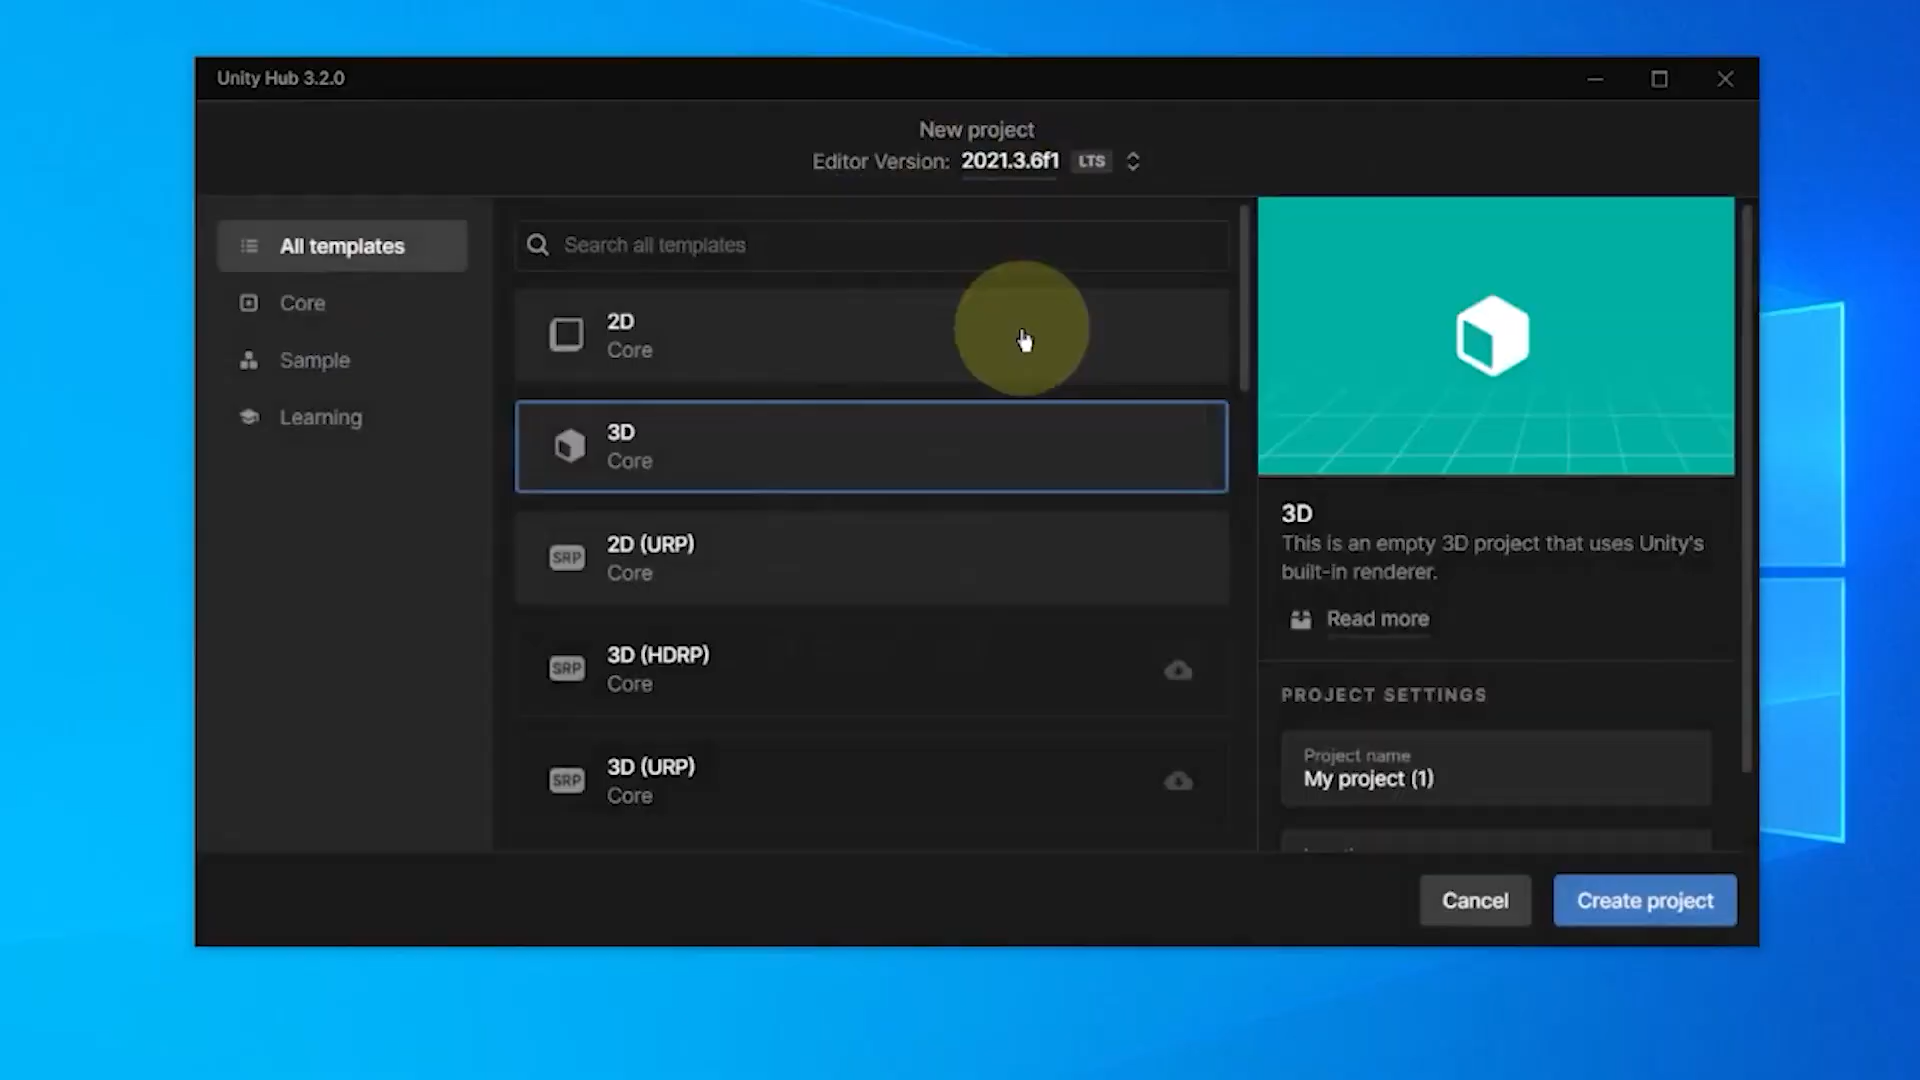 Unity Hub 3.2.0
New project
Editor Version: 2021.3.6f1 LTS
All templates
Core
Sample
Learning
Search all templates
2D
Core
3D
Core
SRP
2D (URP)
Core
SRP
3D (HDRP)
Core
SRP
3D (URP)
Core
3D
This is an empty 3D project that uses Unity's
built-in renderer.
Read more
PROJECT SETTINGS
Project name
My project (1)
Cancel
Create project